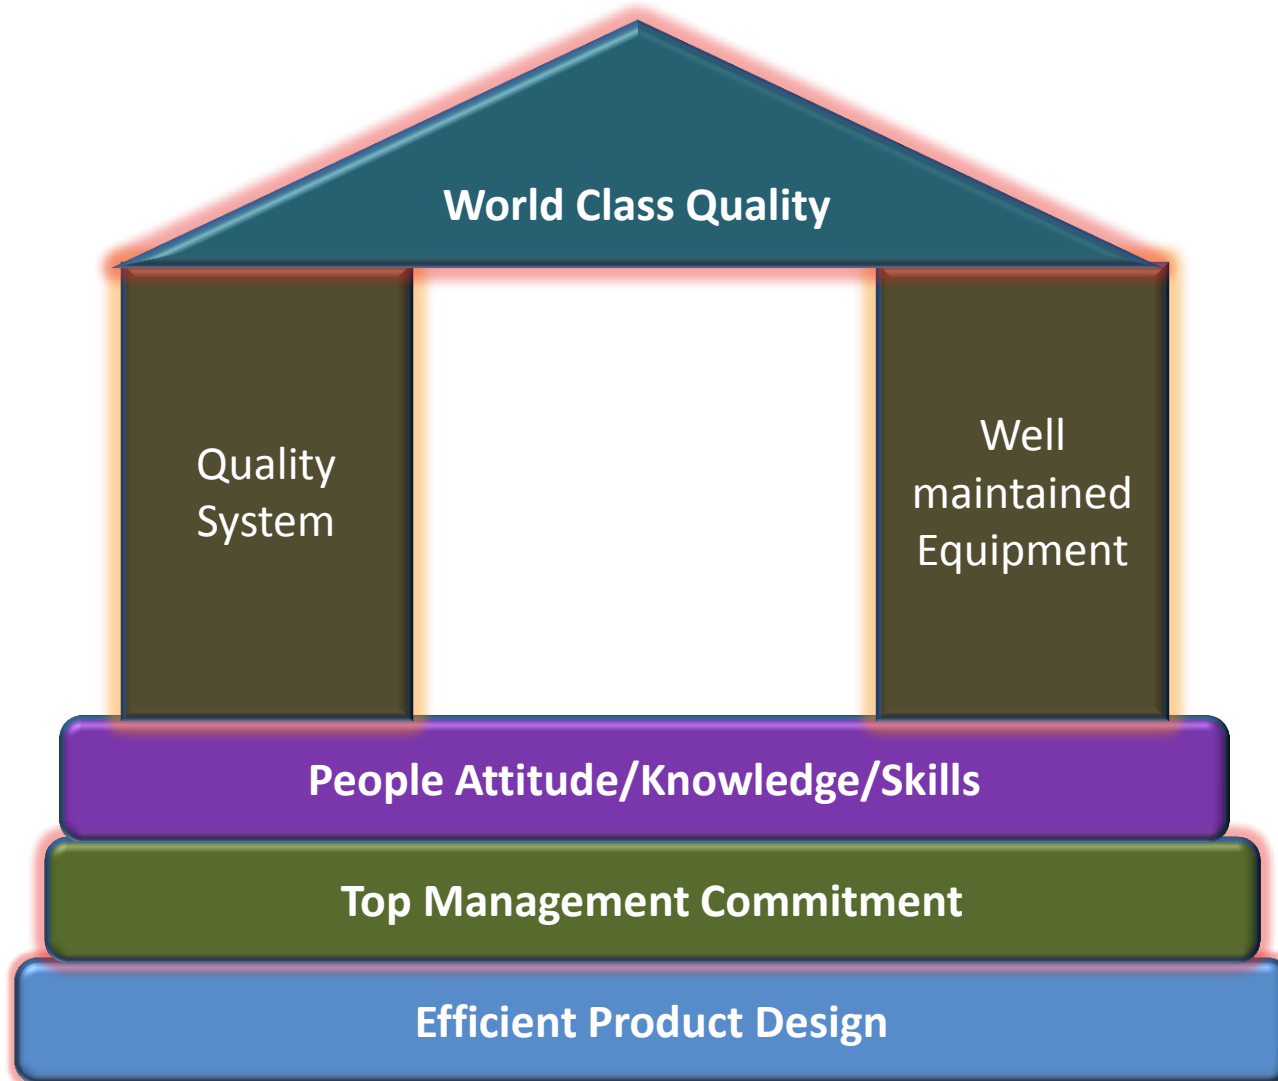 World Class Quality
Quality
System
Well
maintained
Equipment
People Attitude/Knowledge/Skills
Top Management Commitment
Efficient Product Design